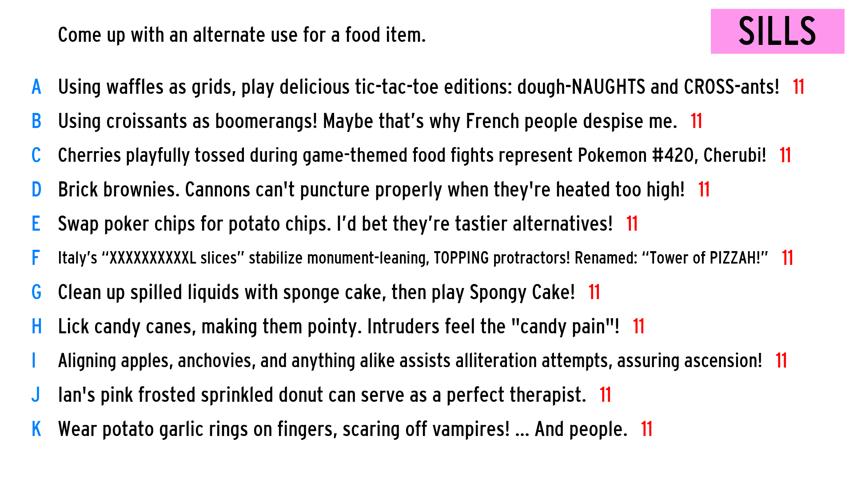 Come up with an alternate use for a food item.
SILLS
A Using waffles as grids, play delicious tic-tac-toe editions: dough-NAUGHTS and CROSS-ants! 11
B Using croissants as boomerangs! Maybe that's why French people despise me. 11
C Cherries playfully tossed during game-themed food fights represent Pokemon #420, Cherubi! 11
D Brick brownies. Cannons can't puncture properly when they're heated too high! 11
E Swap poker chips for potato chips. I'd bet they're tastier alternatives! 11
F Italy's “XXXXXXXXXXL slices” stabilize monument-leaning, TOPPING protractors! Renamed: “Tower of PIZZAH!” 11
G Clean up spilled liquids with sponge cake, then play Spongy Cake! 11
H Lick candy canes, making them pointy. Intruders feel the "candy pain"! 11
I Aligning apples, anchovies, and anything alike assists alliteration attempts, assuring ascension! 11
J Ian's pink frosted sprinkled donut can serve as a perfect therapist. 11
K Wear potato garlic rings on fingers, scaring off vampires! ... And people. 11